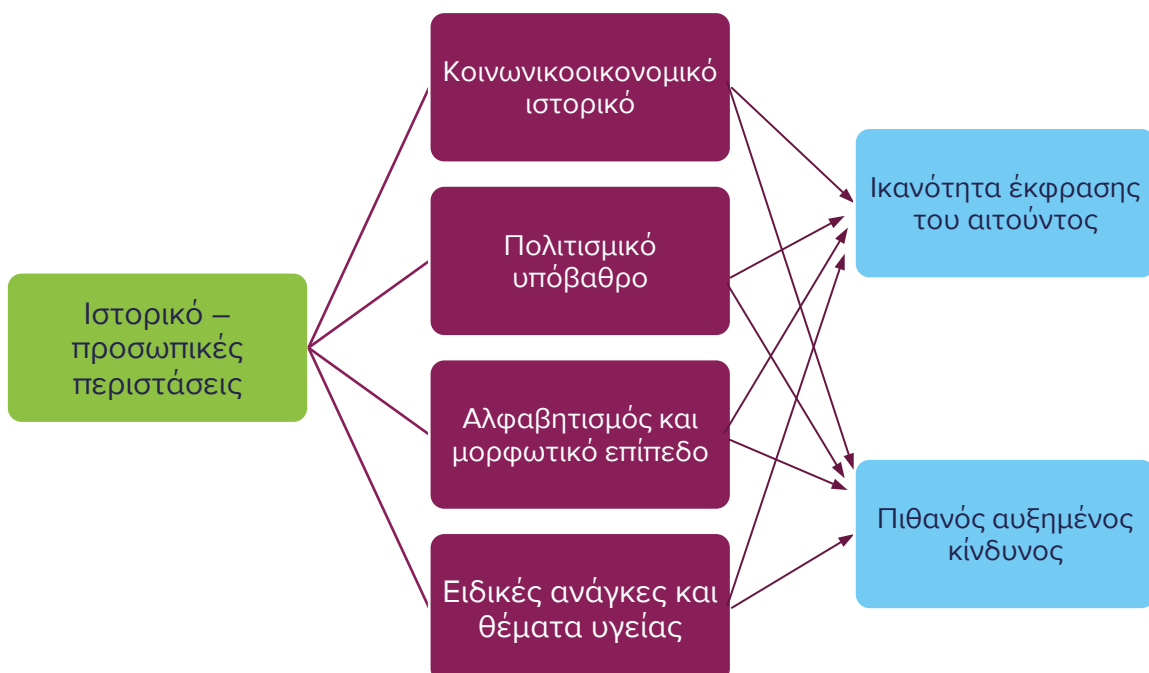 Ιστορικό –
προσωπικές
περιστάσεις
Κοινωνικοοικονομικό
ιστορικό
Πολιτισμικό
υπόβαθρο
Αλφαβητισμός και
μορφωτικό επίπεδο
Ειδικές ανάγκες και
θέματα υγείας
Ικανότητα έκφρασης
του αιτούντος
Πιθανός αυξημένος
κίνδυνος